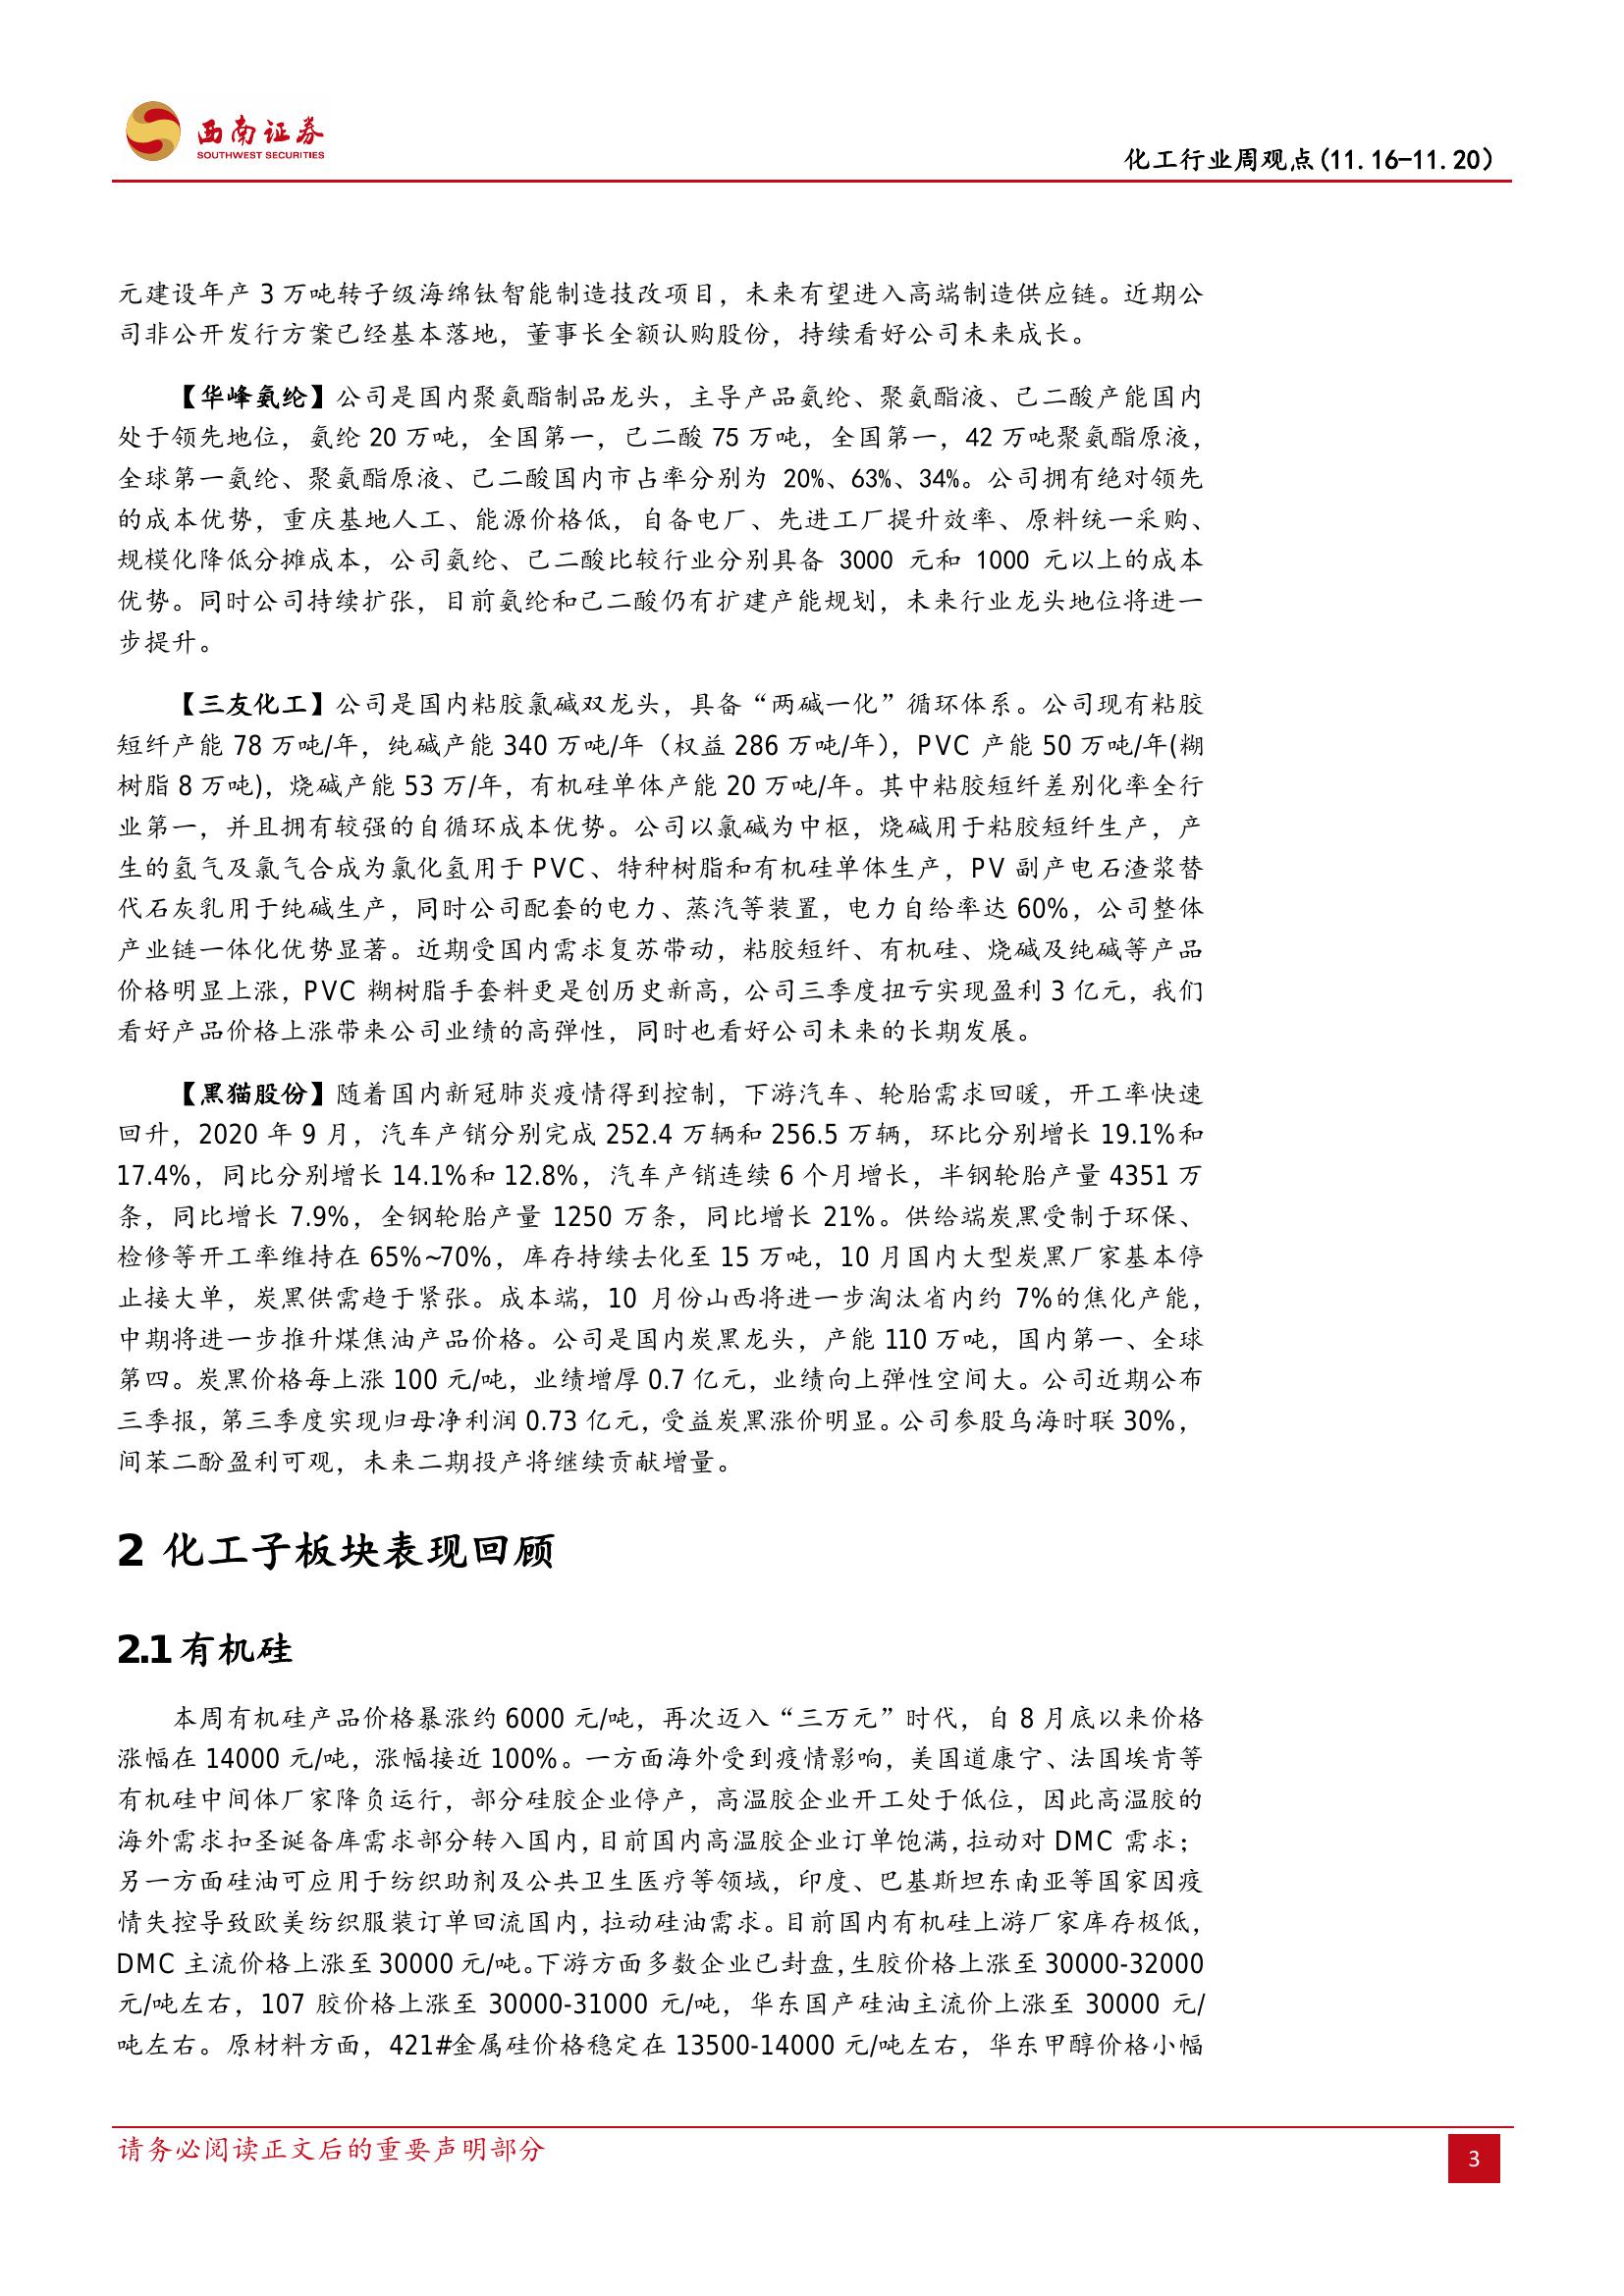 西南证券
SOUTHWEST SECURITIES
化工行业周观点(11.16-11.20)
元建设年产 3 万吨转子级海绵钛智能制造技改项目，未来有望进入高端制造供应链。近期公
司非公开发行方案已经基本落地，董事长全额认购股份，持续看好公司未来成长。
【华峰氨纶】公司是国内聚氨酯制品龙头，主导产品氨纶、聚氨酯液、己二酸产能国内
处于领先地位，氨纶 20 万吨，全国第一，己二酸 75 万吨，全国第一，42 万吨聚氨酯原液，
全球第一氨纶、聚氨酯原液、己二酸国内市占率分别为 20%、63%、34%。公司拥有绝对领先
的成本优势，重庆基地人工、能源价格低，自备电厂、先进工厂提升效率、原料统一采购、
规模化降低分摊成本，公司氨纶、己二酸比较行业分别具备 3000 元和 1000 元以上的成本
优势。同时公司持续扩张，目前氨纶和己二酸仍有扩建产能规划，未来行业龙头地位将进一
步提升。
【三友化工】公司是国内粘胶氯碱双龙头，具备“两碱一化”循环体系。公司现有粘胶
短纤产能 78 万吨/年，纯碱产能 340 万吨/年（权益 286 万吨/年），PVC 产能 50 万吨/年(糊
树脂 8 万吨)，烧碱产能 53 万/年，有机硅单体产能 20 万吨/年。其中粘胶短纤差别化率全行
业第一，并且拥有较强的自循环成本优势。公司以氯碱为中枢，烧碱用于粘胶短纤生产，产
生的氢气及氯气合成为氯化氢用于 PVC、特种树脂和有机硅单体生产，PV 副产电石渣浆替
代石灰乳用于纯碱生产，同时公司配套的电力、蒸汽等装置，电力自给率达 60%，公司整体
产业链一体化优势显著。近期受国内需求复苏带动，粘胶短纤、有机硅、烧碱及纯碱等产品
价格明显上涨，PVC 糊树脂手套料更是创历史新高，公司三季度扭亏实现盈利 3 亿元，我们
看好产品价格上涨带来公司业绩的高弹性，同时也看好公司未来的长期发展。
【黑猫股份】随着国内新冠肺炎疫情得到控制，下游汽车、轮胎需求回暖，开工率快速
回升，2020 年 9 月，汽车产销分别完成 252.4 万辆和 256.5 万辆，环比分别增长 19.1%和
17.4%，同比分别增长 14.1%和 12.8%，汽车产销连续 6 个月增长，半钢轮胎产量 4351 万
条，同比增长 7.9%，全钢轮胎产量 1250 万条，同比增长 21%。供给端炭黑受制于环保、
检修等开工率维持在 65%~70%，库存持续去化至 15 万吨，10 月国内大型炭黑厂家基本停
止接大单，炭黑供需趋于紧张。成本端，10 月份山西将进一步淘汰省内约 7%的焦化产能，
中期将进一步推升煤焦油产品价格。公司是国内炭黑龙头，产能 110 万吨，国内第一、全球
第四。炭黑价格每上涨 100 元/吨，业绩增厚 0.7 亿元，业绩向上弹性空间大。公司近期公布
三季报，第三季度实现归母净利润 0.73 亿元，受益炭黑涨价明显。公司参股乌海时联 30%，
间苯二酚盈利可观，未来二期投产将继续贡献增量。
2 化工子板块表现回顾
2.1 有机硅
本周有机硅产品价格暴涨约 6000 元/吨，再次迈入“三万元”时代，自 8 月底以来价格
涨幅在 14000 元/吨，涨幅接近 100%。一方面海外受到疫情影响，美国道康宁、法国埃肯等
有机硅中间体厂家降负运行，部分硅胶企业停产，高温胶企业开工处于低位，因此高温胶的
海外需求扣圣诞备库需求部分转入国内，目前国内高温胶企业订单饱满，拉动对 DMC 需求；
另一方面硅油可应用于纺织助剂及公共卫生医疗等领域，印度、巴基斯坦东南亚等国家因疫
情失控导致欧美纺织服装订单回流国内，拉动硅油需求。目前国内有机硅上游厂家库存极低，
DMC 主流价格上涨至 30000 元/吨。下游方面多数企业已封盘，生胶价格上涨至 30000-32000
元/吨左右，107 胶价格上涨至 30000-31000 元/吨，华东国产硅油主流价上涨至 30000 元/
吨左右。原材料方面，421#金属硅价格稳定在 13500-14000 元/吨左右，华东甲醇价格小幅
请务必阅读正文后的重要声明部分
3